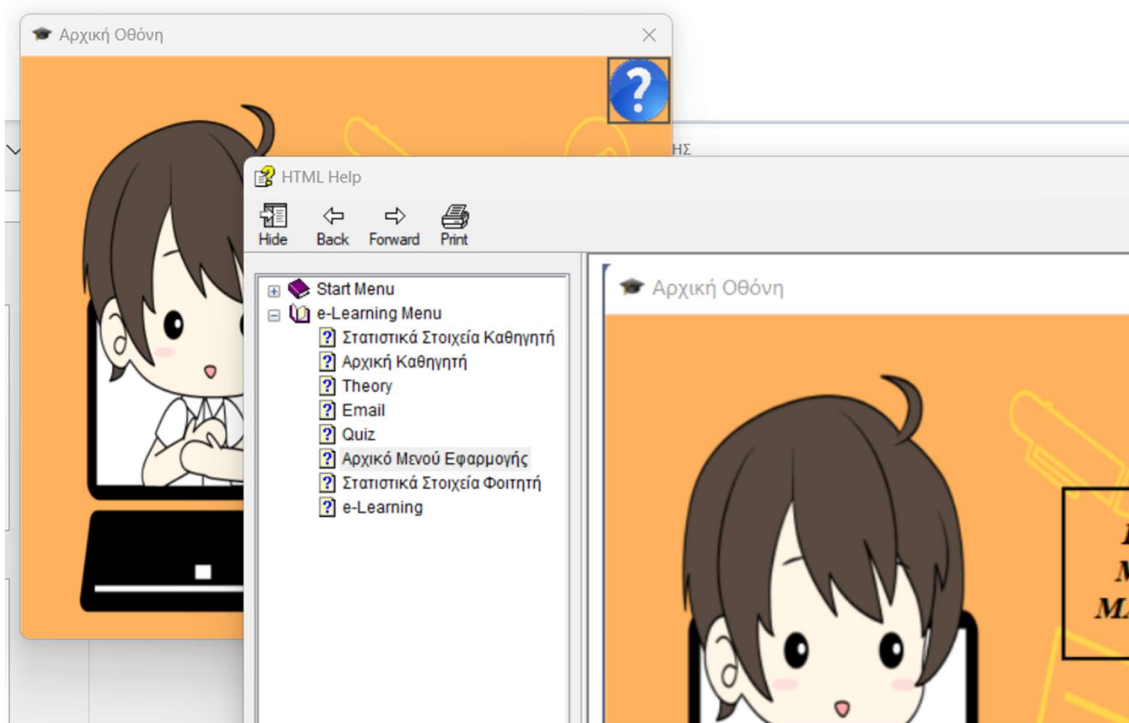 Αρχική Οθόνη
ΗΣ
HTML Help
Hide Back Forward Print
Start Menu
e-Learning Menu
Στατιστικά Στοιχεία Καθηγητή
Αρχική Καθηγητή
Theory
Email
Quiz
Αρχικό Μενού Εφαρμογής
Στατιστικά Στοιχεία Φοιτητή
e-Learning
Αρχική Οθόνη